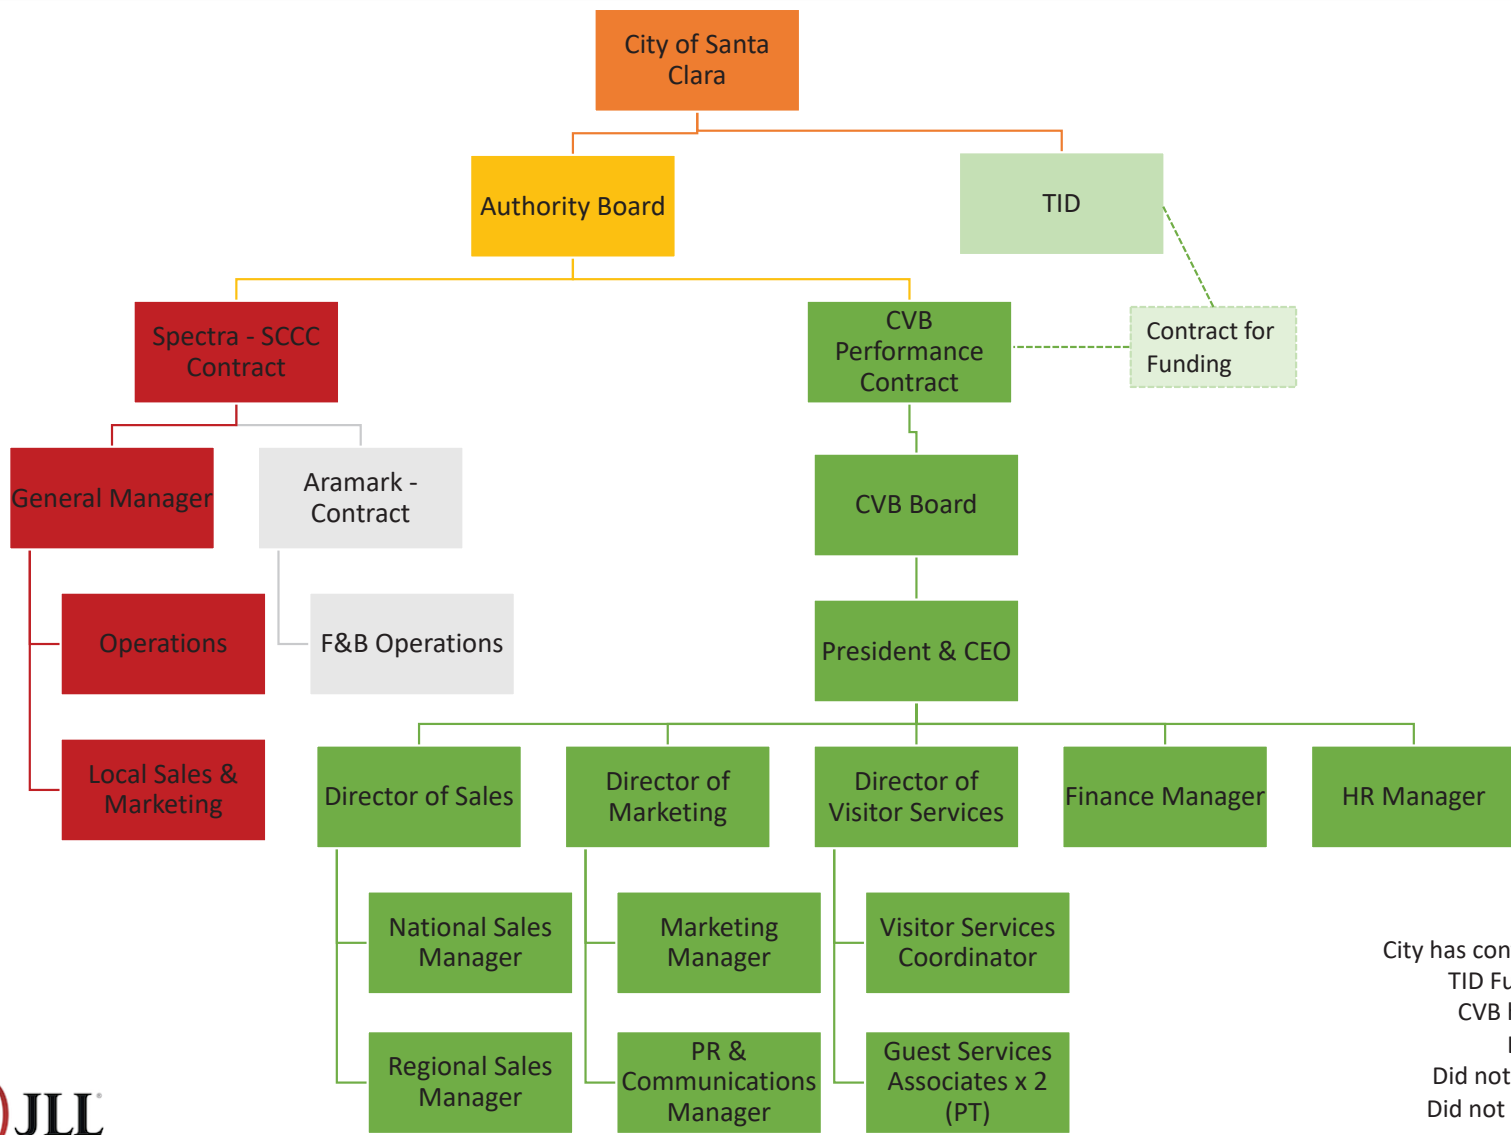 City of Santa
Clara
Authority Board
TID
Spectra - SCCC
Contract
CVB
Performance
Contract
Contract for
Funding
General Manager
Aramark -
Contract
CVB Board
Operations
F&B Operations
President & CEO
Local Sales &
Marketing
Director of Sales
Director of
Marketing
Director of
Visitor Services
Finance Manager
HR Manager
National Sales
Manager
Marketing
Manager
Visitor Services
Coordinator
Regional Sales
Manager
PR &
Communications
Manager
Guest Services
Associates x 2
(PT)
City has
TID
CVB
Did not
Did not
JLL